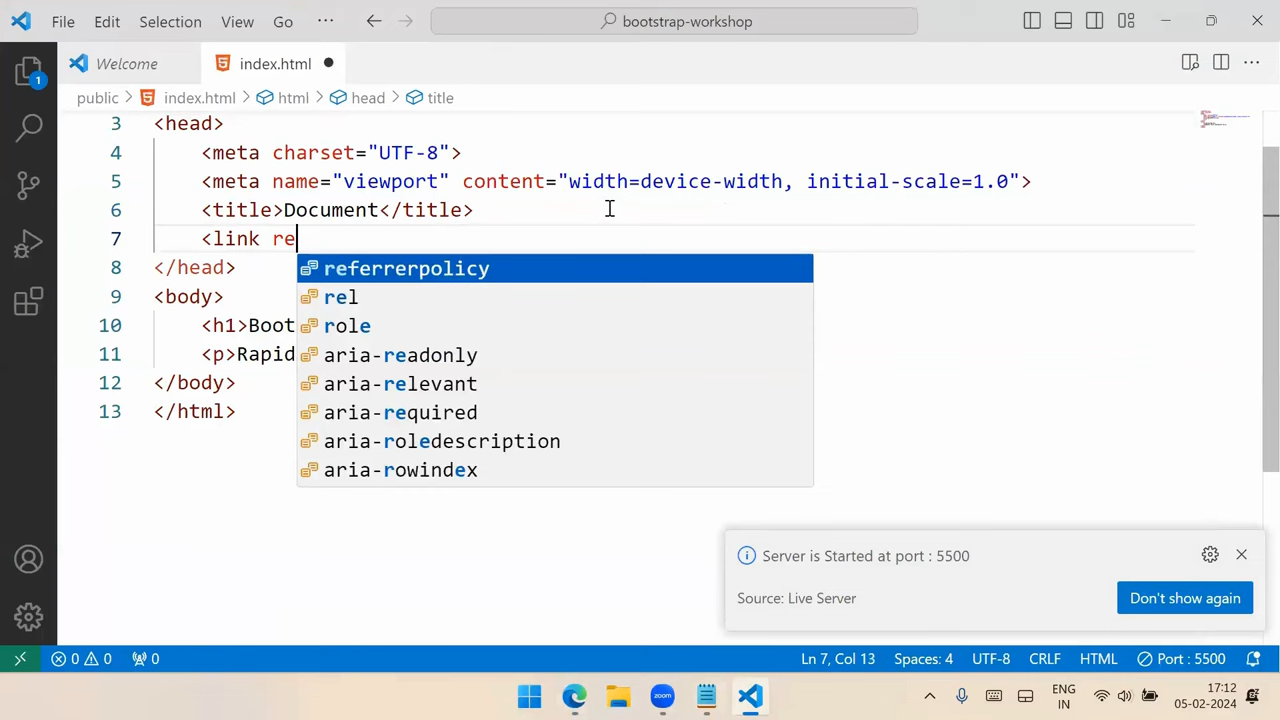 File Edit Selection View Go ··· bootstrap-workshop
Welcome index.html
public > index.html > html > head > title
3 <head>
4 <meta charset="UTF-8">
5 <meta name="viewport" content="width=device-width, initial-scale=1.0">
6 <title>Document</title>
7 <link re
8 </head>
referrerpolicy
9 <body>
rel
10 <h1>Boot
role
11 <p>Rapid
aria-readonly
12 </body>
aria-relevant
13 </html>
aria-required
aria-roledescription
aria-rowindex
1
Server is Started at port : 5500
Source: Live Server
Don't show again
0 0 0 Ln 7, Col 13 Spaces: 4 UTF-8 CRLF HTML Port : 5500
zoom
ENG
IN
17:12
05-02-2024